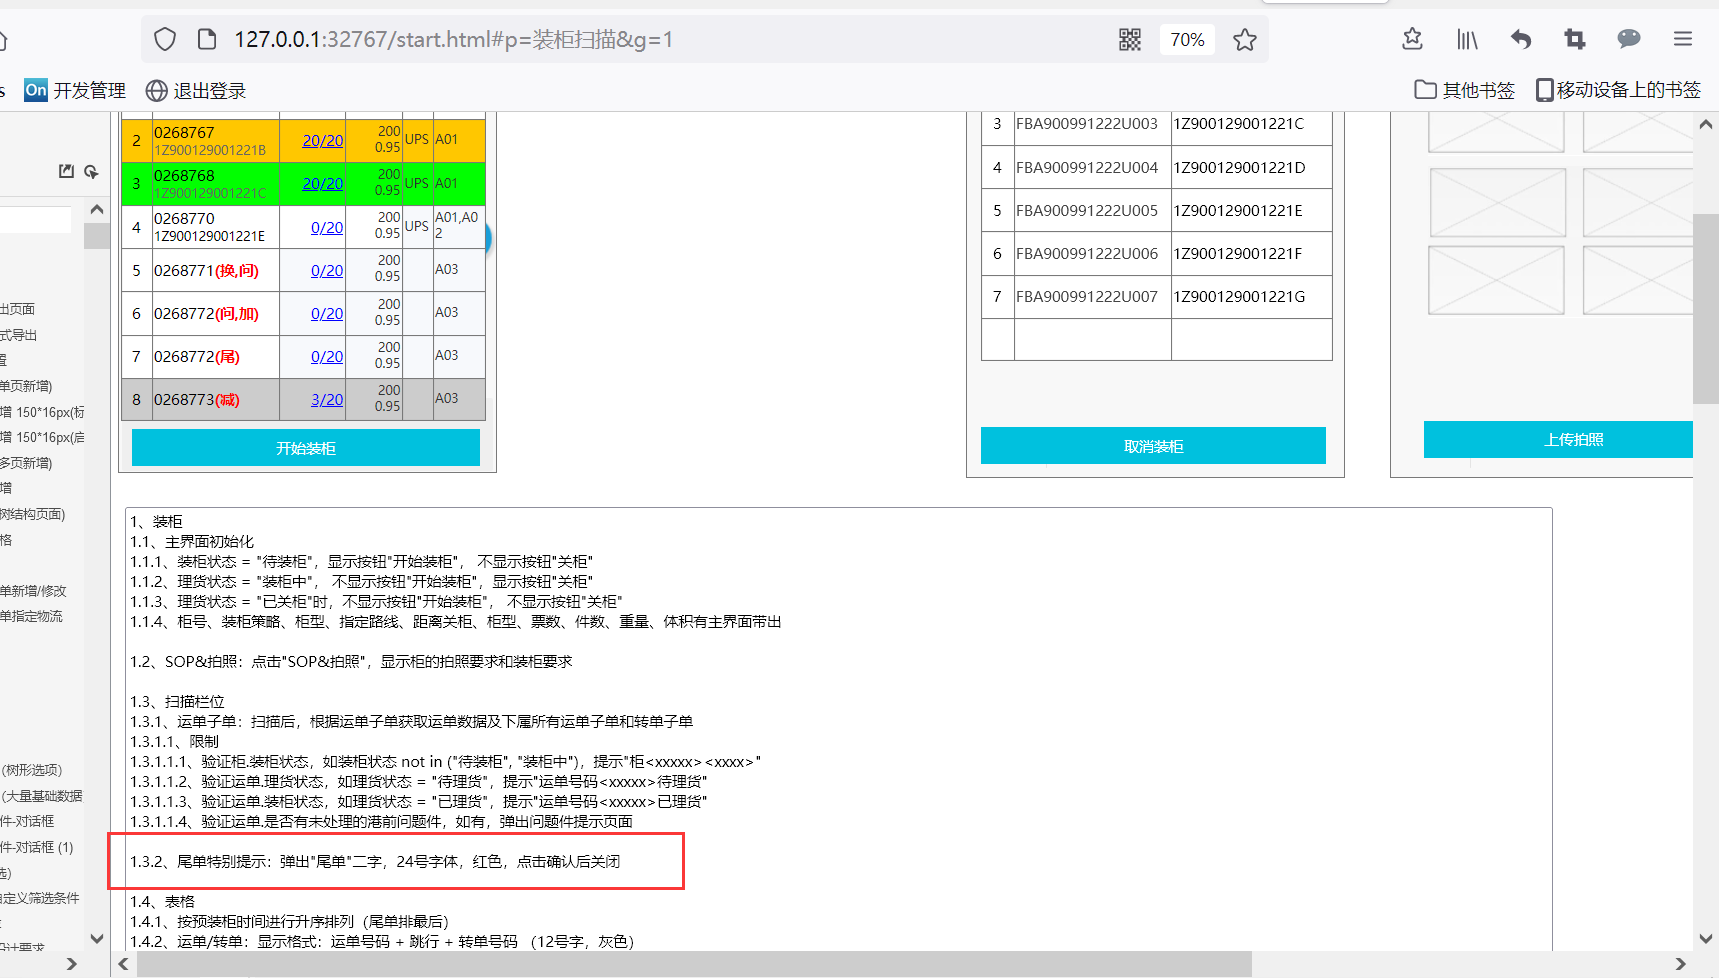 127.0.0.1:32767/start.html#p=装柜扫描&g=1
70%
s
On 开发管理
退出登录
其他书签
移动设备上的书签
出页面
式导出
置
单页新增)
增 150*16px(标
增 150*16px(启
多页新增)
增
树结构页面)
格
单新增/修改
单指定物流
(树形选项)
(大量基础数据
件-对话框
件-对话框 (1)
选)
自定义筛选条件
设计要求
2 0268767 1Z900129001221B 20/20 200 0.95 UPS A01
3 0268768 1Z900129001221C 20/20 200 0.95 UPS A01
4 0268770 1Z900129001221E 0/20 200 0.95 UPS A01,A02
5 0268771(换,问) 0/20 200 0.95 A03
6 0268772(问,加) 0/20 200 0.95 A03
7 0268772(尾) 0/20 200 0.95 A03
8 0268773(减) 3/20 200 0.95 A03
开始装柜
3 FBA900991222U003 1Z900129001221C
4 FBA900991222U004 1Z900129001221D
5 FBA900991222U005 1Z900129001221E
6 FBA900991222U006 1Z900129001221F
7 FBA900991222U007 1Z900129001221G
取消装柜
上传拍照
1、装柜
1.1、主界面初始化
1.1.1、装柜状态 = "待装柜"，显示按钮"开始装柜"， 不显示按钮"关柜"
1.1.2、理货状态 = "装柜中"， 不显示按钮"开始装柜"，显示按钮"关柜"
1.1.3、理货状态 = "已关柜"时，不显示按钮"开始装柜"， 不显示按钮"关柜"
1.1.4、柜号、装柜策略、柜型、指定路线、距离关柜、柜型、票数、件数、重量、体积有主界面带出
1.2、SOP&拍照：点击"SOP&拍照"，显示柜的拍照要求和装柜要求
1.3、扫描栏位
1.3.1、运单子单：扫描后，根据运单子单获取运单数据及下属所有运单子单和转单子单
1.3.1.1、限制
1.3.1.1.1、验证柜.装柜状态，如装柜状态 not in ("待装柜", "装柜中")，提示"柜<xxxxx><xxxx>"
1.3.1.1.2、验证运单.理货状态，如理货状态 = "待理货"，提示"运单号码<xxxxx>待理货"
1.3.1.1.3、验证运单.装柜状态，如理货状态 = "已理货"，提示"运单号码<xxxxx>已理货"
1.3.1.1.4、验证运单.是否有未处理的港前问题件，如有，弹出问题件提示页面
1.3.2、尾单特别提示：弹出"尾单"二字，24号字体，红色，点击确认后关闭
1.4、表格
1.4.1、按预装柜时间进行升序排列（尾单排最后）
1.4.2、运单/转单：显示格式：运单号码 + 跳行 + 转单号码 （12号字，灰色）